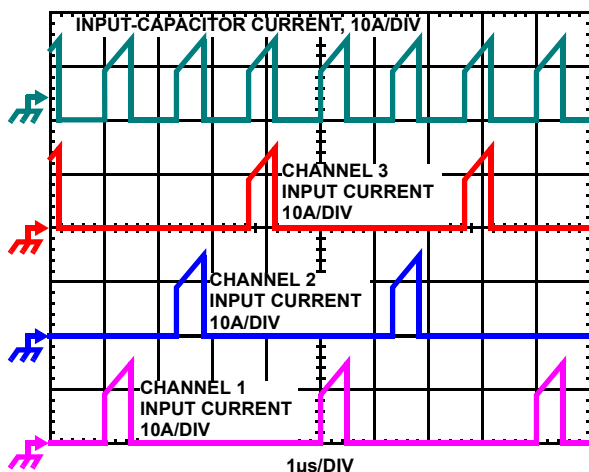 INPUT-CAPACITOR CURRENT, 10A/DIV
CHANNEL 3
INPUT CURRENT
10A/DIV
CHANNEL 2
INPUT CURRENT
10A/DIV
CHANNEL 1
INPUT CURRENT
10A/DIV
1µs/DIV